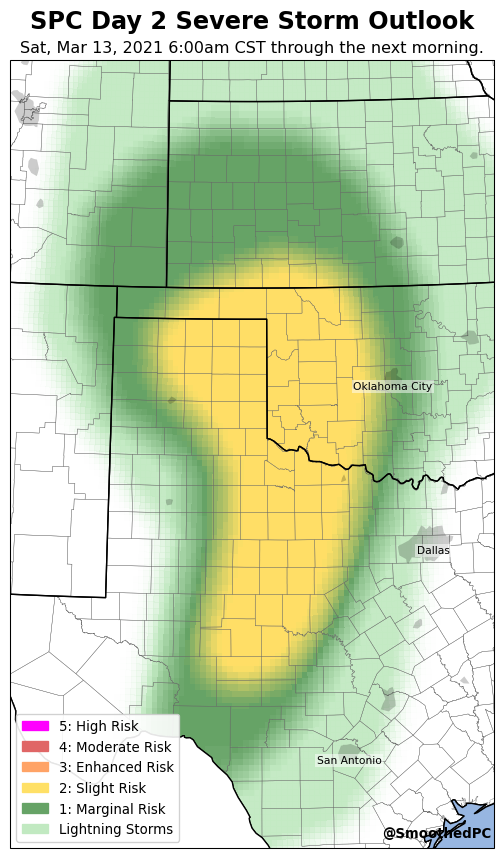 SPC Day 2 Severe Storm Outlook
Sat, Mar 13, 2021 6:00am CST through the next morning.
Oklahoma City
Dallas
San Antonio
5: High Risk
4: Moderate Risk
3: Enhanced Risk
2: Slight Risk
1: Marginal Risk
Lightning Storms
@SmoothedPC